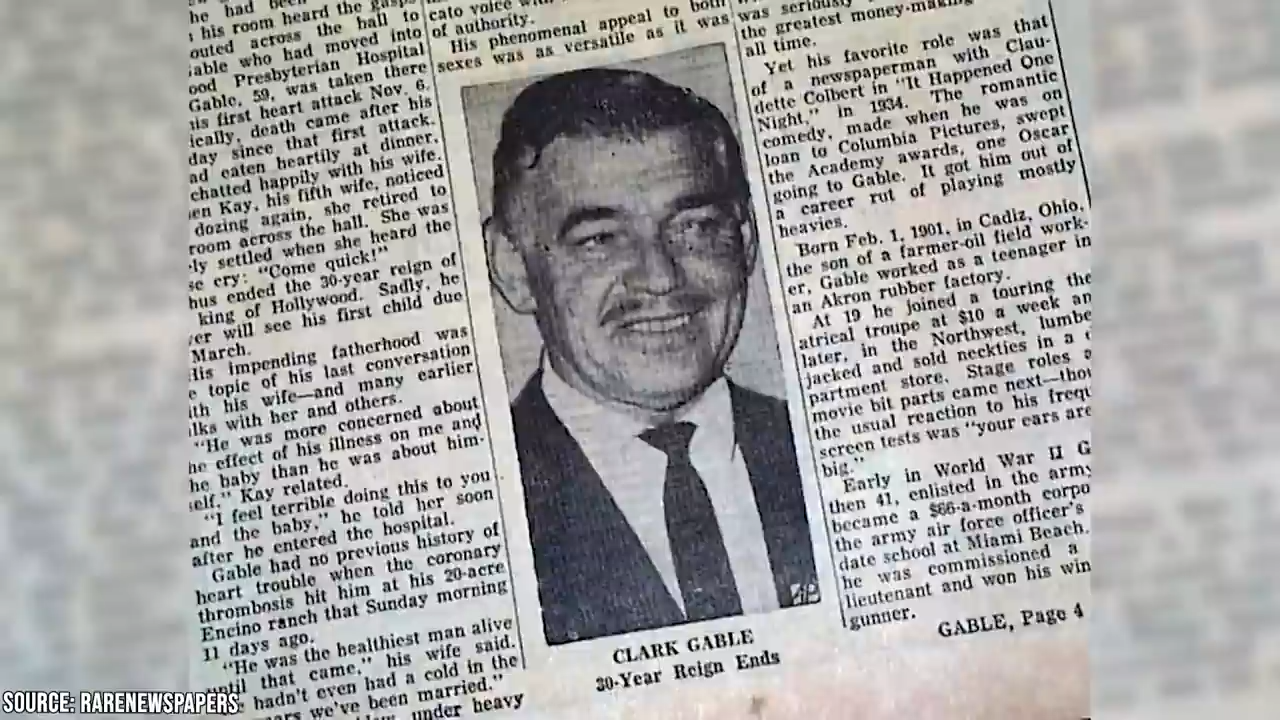 he had been
his room heard the gasps
outed across the hall to
able who had moved into
ood Presbyterian Hospital
Gable, 59, was taken there
his first heart attack Nov. 6.
ically, death came after his
day since that first attack.
ad eaten heartily at dinner,
chatted happily with his wife.
en Kay, his fifth wife, noticed
dozing again, she retired to
room across the hall. She was
ly settled when she heard the
se cry: "Come quick!"
hus ended the 30-year reign of
king of Hollywood. Sadly, he
er will see his first child due
March.
His impending fatherhood was
e topic of his last conversation
ith his wife—and many earlier
lks with her and others.
"He was more concerned about
he effect of his illness on me and
he baby than he was about him-
self," Kay related.
"I feel terrible doing this to you
and the baby," he told her soon
after he entered the hospital.
Gable had no previous history of
heart trouble when the coronary
thrombosis hit him at his 20-acre
Encino ranch that Sunday morning
11 days ago.
"He was the healthiest man alive
until that came," his wife said.
hadn't even had a cold in the
ears we've been married."
under heavy
cato voice with
of authority.
His phenomenal appeal to both
sexes was as versatile as it was
AP
CLARK GABLE
30-Year Reign Ends
was seriously
the greatest money-making
all time.
Yet his favorite role was that
of a newspaperman with Clau-
dette Colbert in "It Happened One
Night," in 1934. The romantic
comedy, made when he was on
loan to Columbia Pictures, swept
the Academy awards, one Oscar
going to Gable. It got him out of
a career rut of playing mostly
heavies.
Born Feb. 1, 1901, in Cadiz, Ohio,
the son of a farmer-oil field work-
er, Gable worked as a teenager in
an Akron rubber factory.
At 19 he joined a touring the
atrical troupe at $10 a week an
later, in the Northwest, lumbe
jacked and sold neckties in a d
partment store. Stage roles a
movie bit parts came next—thou
the usual reaction to his frequ
screen tests was "your ears are
big."
Early in World War II G
then 41, enlisted in the army
became a $66-a-month corpo
the army air force officer's
date school at Miami Beach.
he was commissioned a
lieutenant and won his win
gunner.
GABLE, Page 4
SOURCE: RARENEWSPAPERS